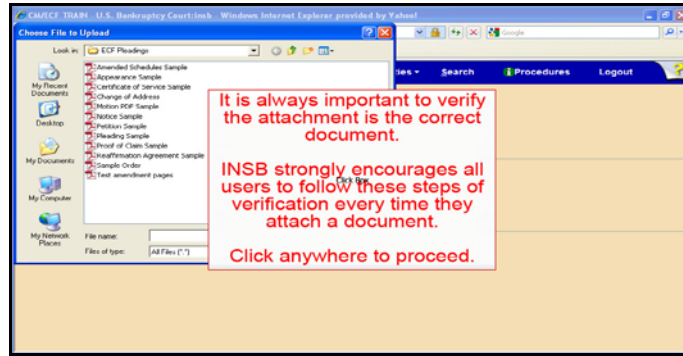 CM/ECF TRAIN - U.S. Bankruptcy Court:insb - Windows Internet Explorer provided by Yahoo!
Choose File to Upload
Look in: ECF Pleadings
Google
ties Search Procedures Logout ?
My Recent Documents
Desktop
My Documents
My Computer
My Network Places
Amended Schedules Sample
Appearance Sample
Certificate of Service Sample
Change of Address
Motion PDF Sample
Notice Sample
Petition Sample
Pleading Sample
Proof of Claim Sample
Reaffirmation Agreement Sample
Sample Order
Test amendment pages
File name:
Files of type: All Files (*.*)
It is always important to verify
the attachment is the correct
document.
INSB strongly encourages all
Click Box
users to follow these steps of
verification every time they
attach a document.
Click anywhere to proceed.